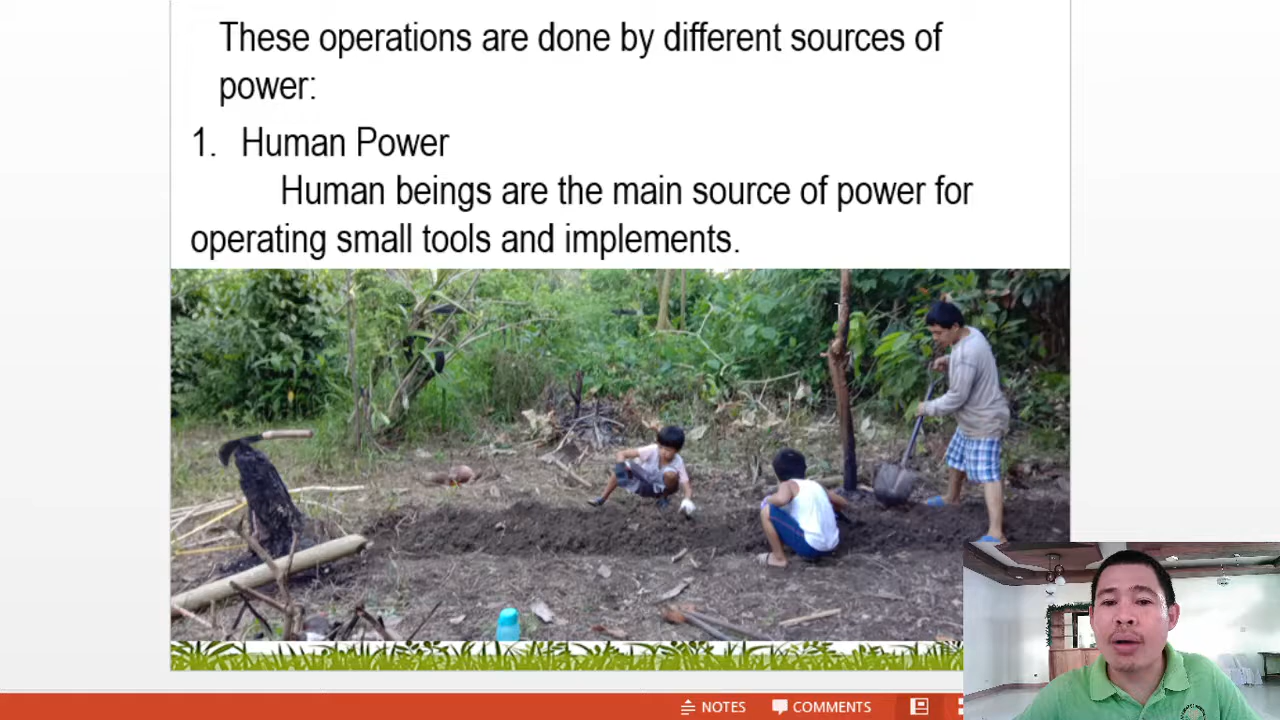 These operations are done by different sources of
power:
1. Human Power
Human beings are the main source of power for
operating small tools and implements.
NOTES
COMMENTS